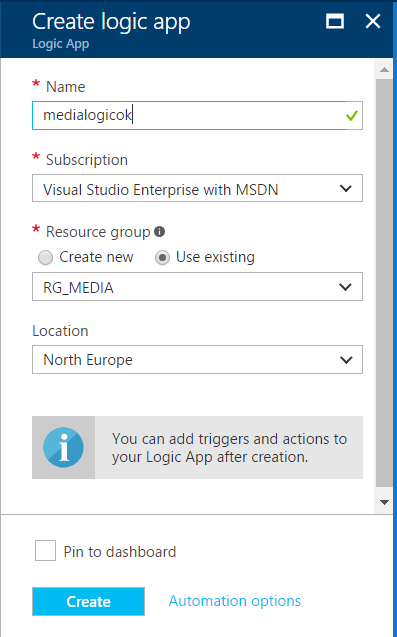 Create logic app
Logic App
* Name
medialogicok
* Subscription
Visual Studio Enterprise with MSDN
* Resource group
Create new Use existing
RG_MEDIA
Location
North Europe
You can add triggers and actions to
your Logic App after creation.
Pin to dashboard
Create Automation options